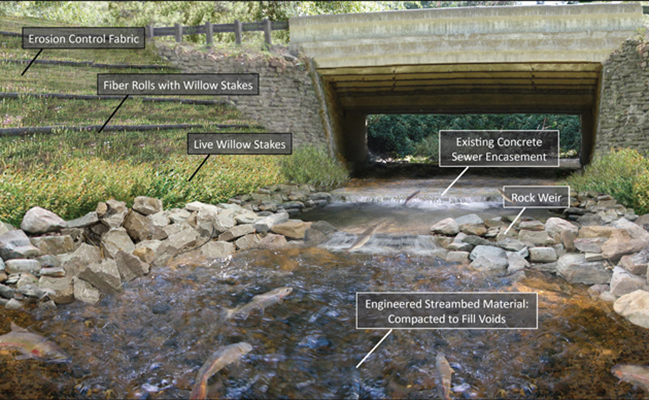 Erosion Control Fabric
Fiber Rolls with Willow Stakes
Live Willow Stakes
Existing Concrete
Sewer Encasement
Rock Weir
Engineered Streambed Material:
Compacted to Fill Voids